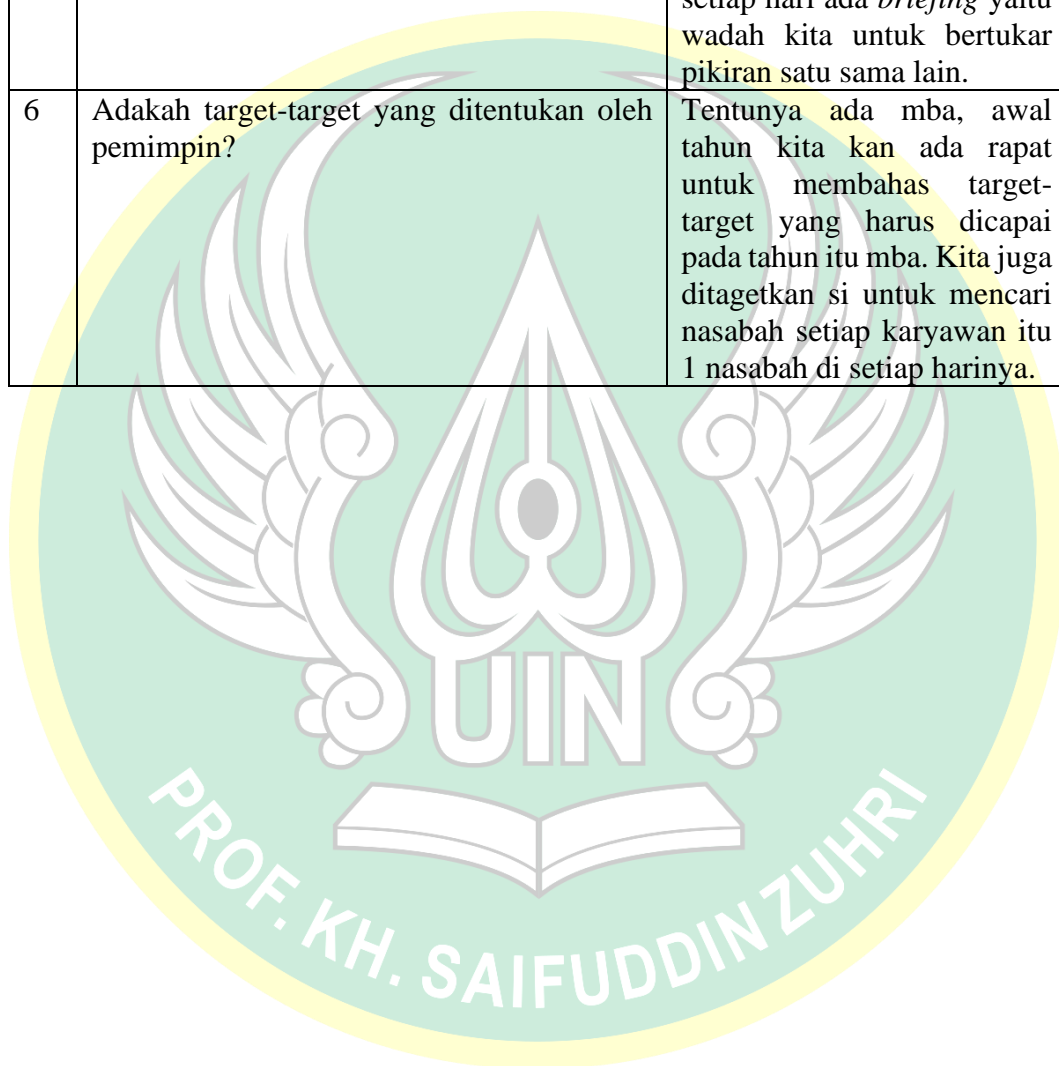 setiap hari ada briefing yaitu
wadah kita untuk bertukar
pikiran satu sama lain.
6 Adakah target-target yang ditentukan oleh
pemimpin?
Tentunya ada mba, awal
tahun kita kan ada rapat
untuk membahas target-
target yang harus dicapai
pada tahun itu mba. Kita juga
ditagetkan si untuk mencari
nasabah setiap karyawan itu
1 nasabah di setiap harinya.
UIN
PROF. KH. SAIFUDDIN ZUHRI